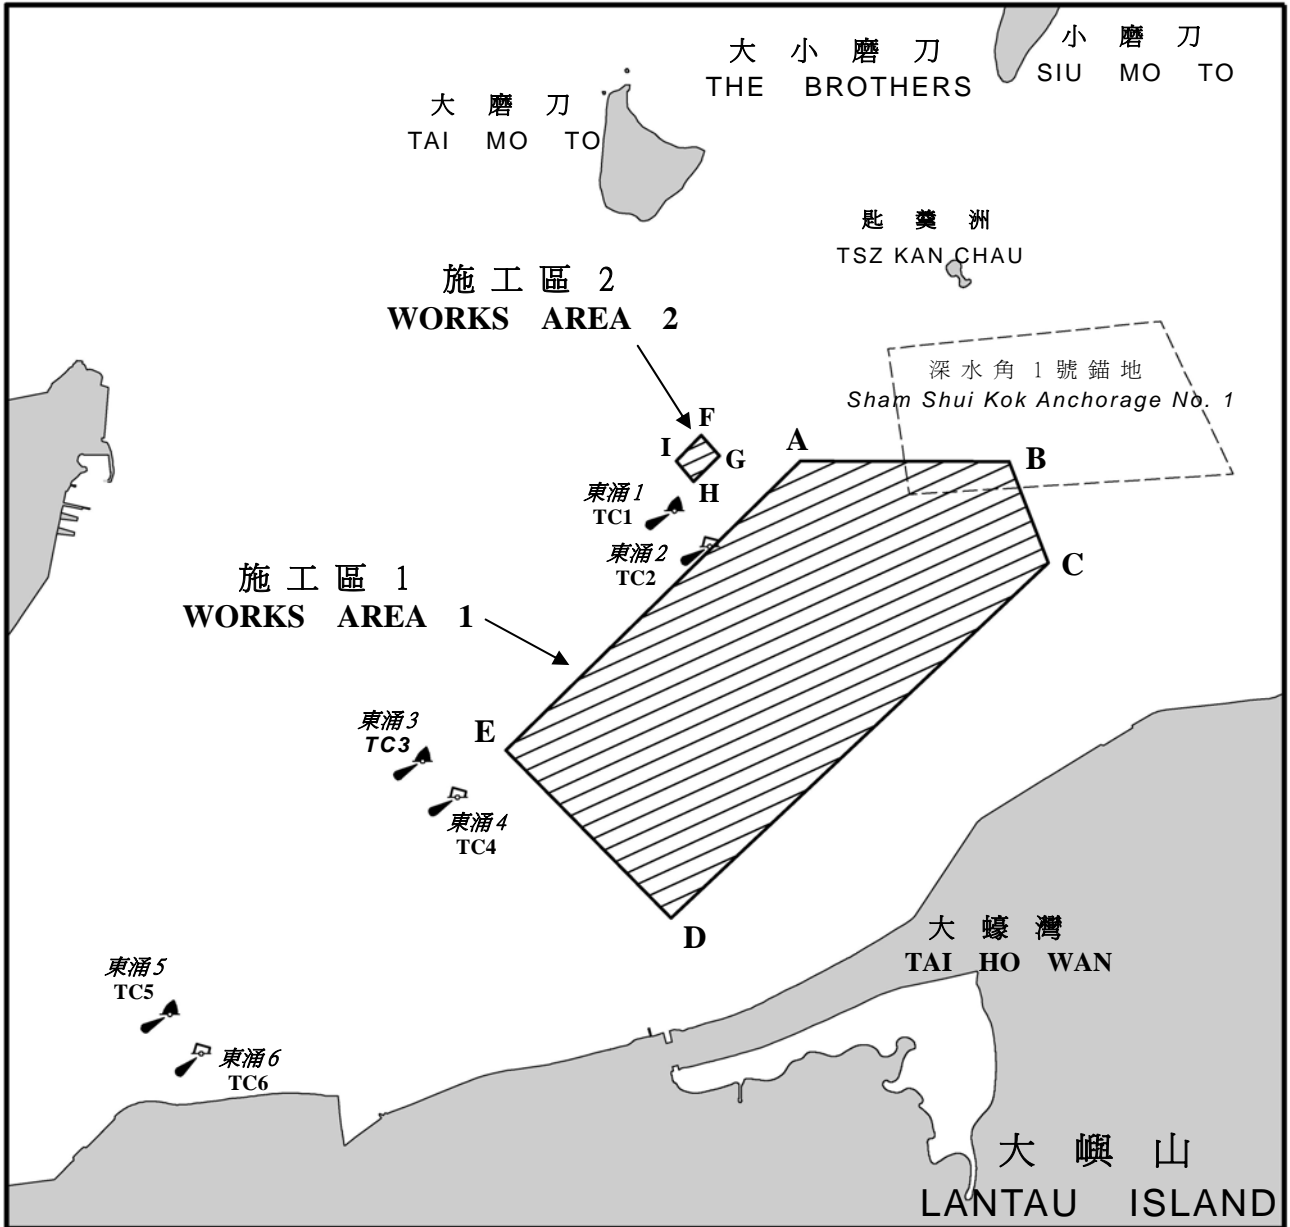 大 小 磨 刀
THE BROTHERS
小 磨 刀
SIU MO TO
大 磨 刀
TAI MO TO
匙 羹 洲
TSZ KAN CHAU
施 工 區 2
WORKS AREA 2
深 水 角 1 號 錨 地
Sham Shui Kok Anchorage No. 1
F
I
G
H
A
B
C
東涌1
TC1
東涌2
TC2
施 工 區 1
WORKS AREA 1
東涌3
TC3
E
東涌4
TC4
D
大 蠔 灣
TAI HO WAN
東涌5
TC5
東涌6
TC6
大 嶼 山
LANTAU ISLAND